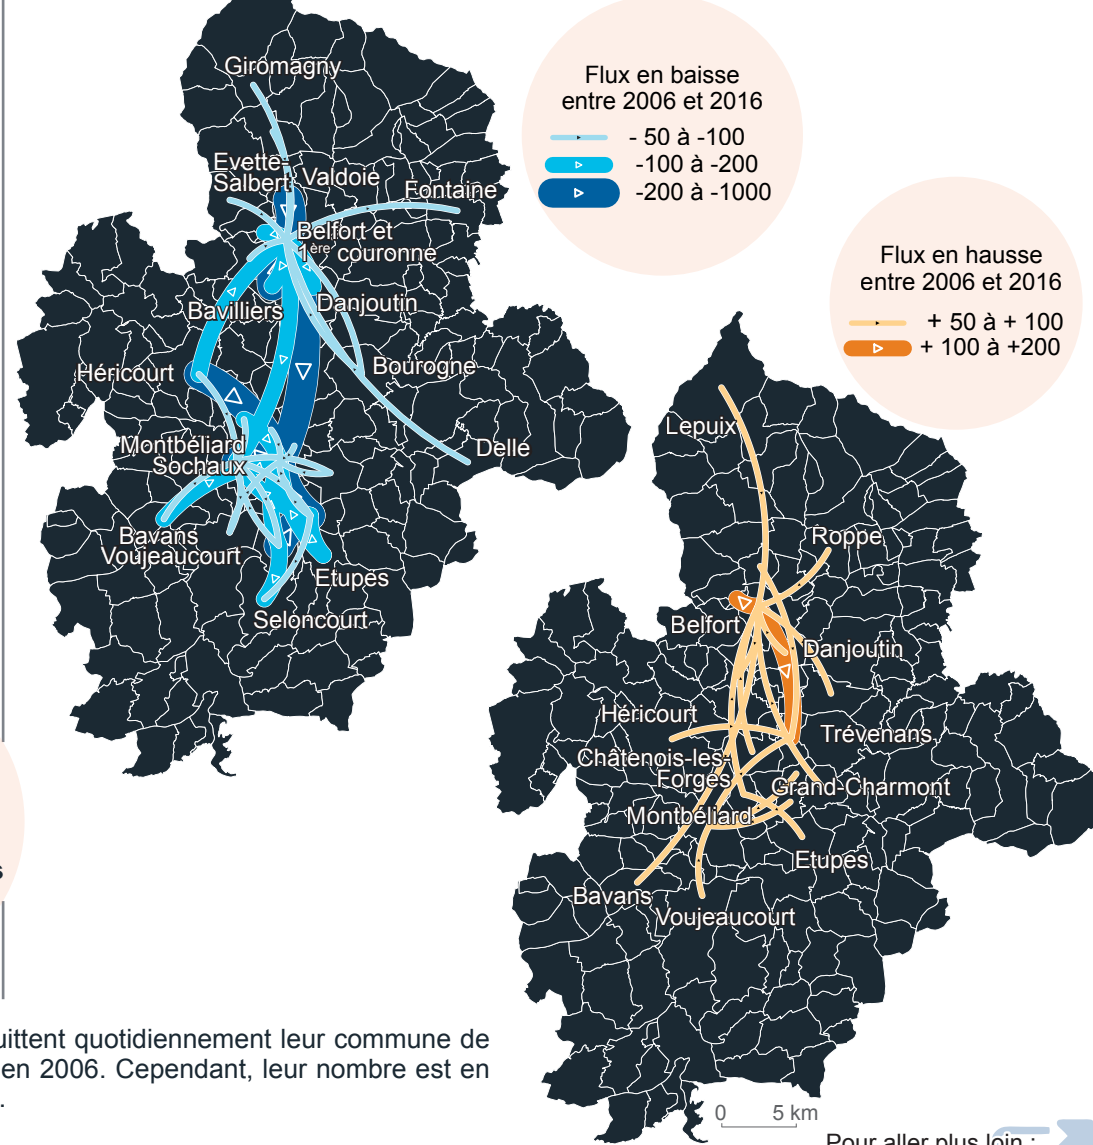 Giromagny
Evette-
Salbert
Valdoie
Fontaine
Belfort et
1ère couronne
Bavilliers
Danjoutin
Héricourt
Bourogne
Montbéliard
Sochaux
Delle
Bavans
Voujeaucourt
Etupes
Seloncourt
Flux en baisse
entre 2006 et 2016
- 50 à -100
-100 à -200
-200 à -1000
Flux en hausse
entre 2006 et 2016
+ 50 à + 100
+ 100 à +200
Lepuix
Roppe
Belfort
Danjoutin
Héricourt
Trévenans
Châtenois-les-
Forges
Grand-Charmont
Montbéliard
Etupes
Bavans
Voujeaucourt
s
uittent quotidiennement leur commune de
en 2006. Cependant, leur nombre est en
.
0 5 km
Pour aller plus loin :